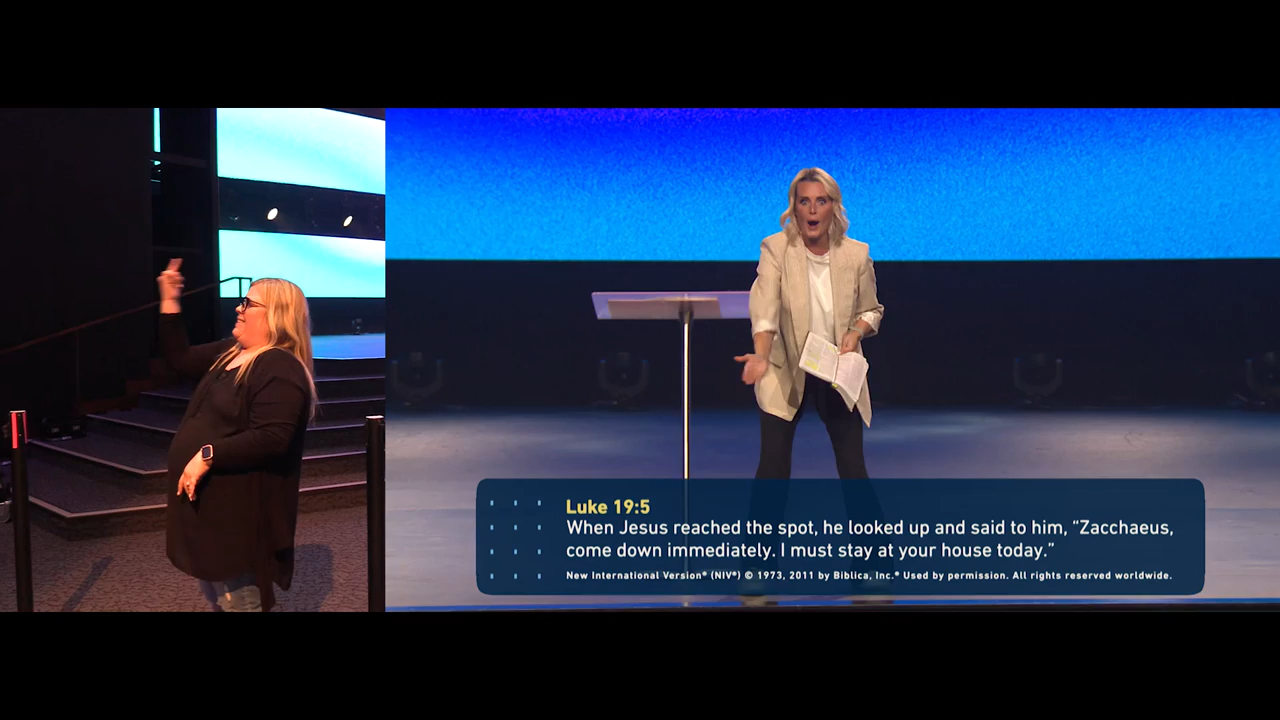 Luke 19:5
When Jesus reached the spot, he looked up and said to him, “Zacchaeus,
come down immediately. I must stay at your house today.”
New International Version® (NIV®) © 1973, 2011 by Biblica, Inc.® Used by permission. All rights reserved worldwide.